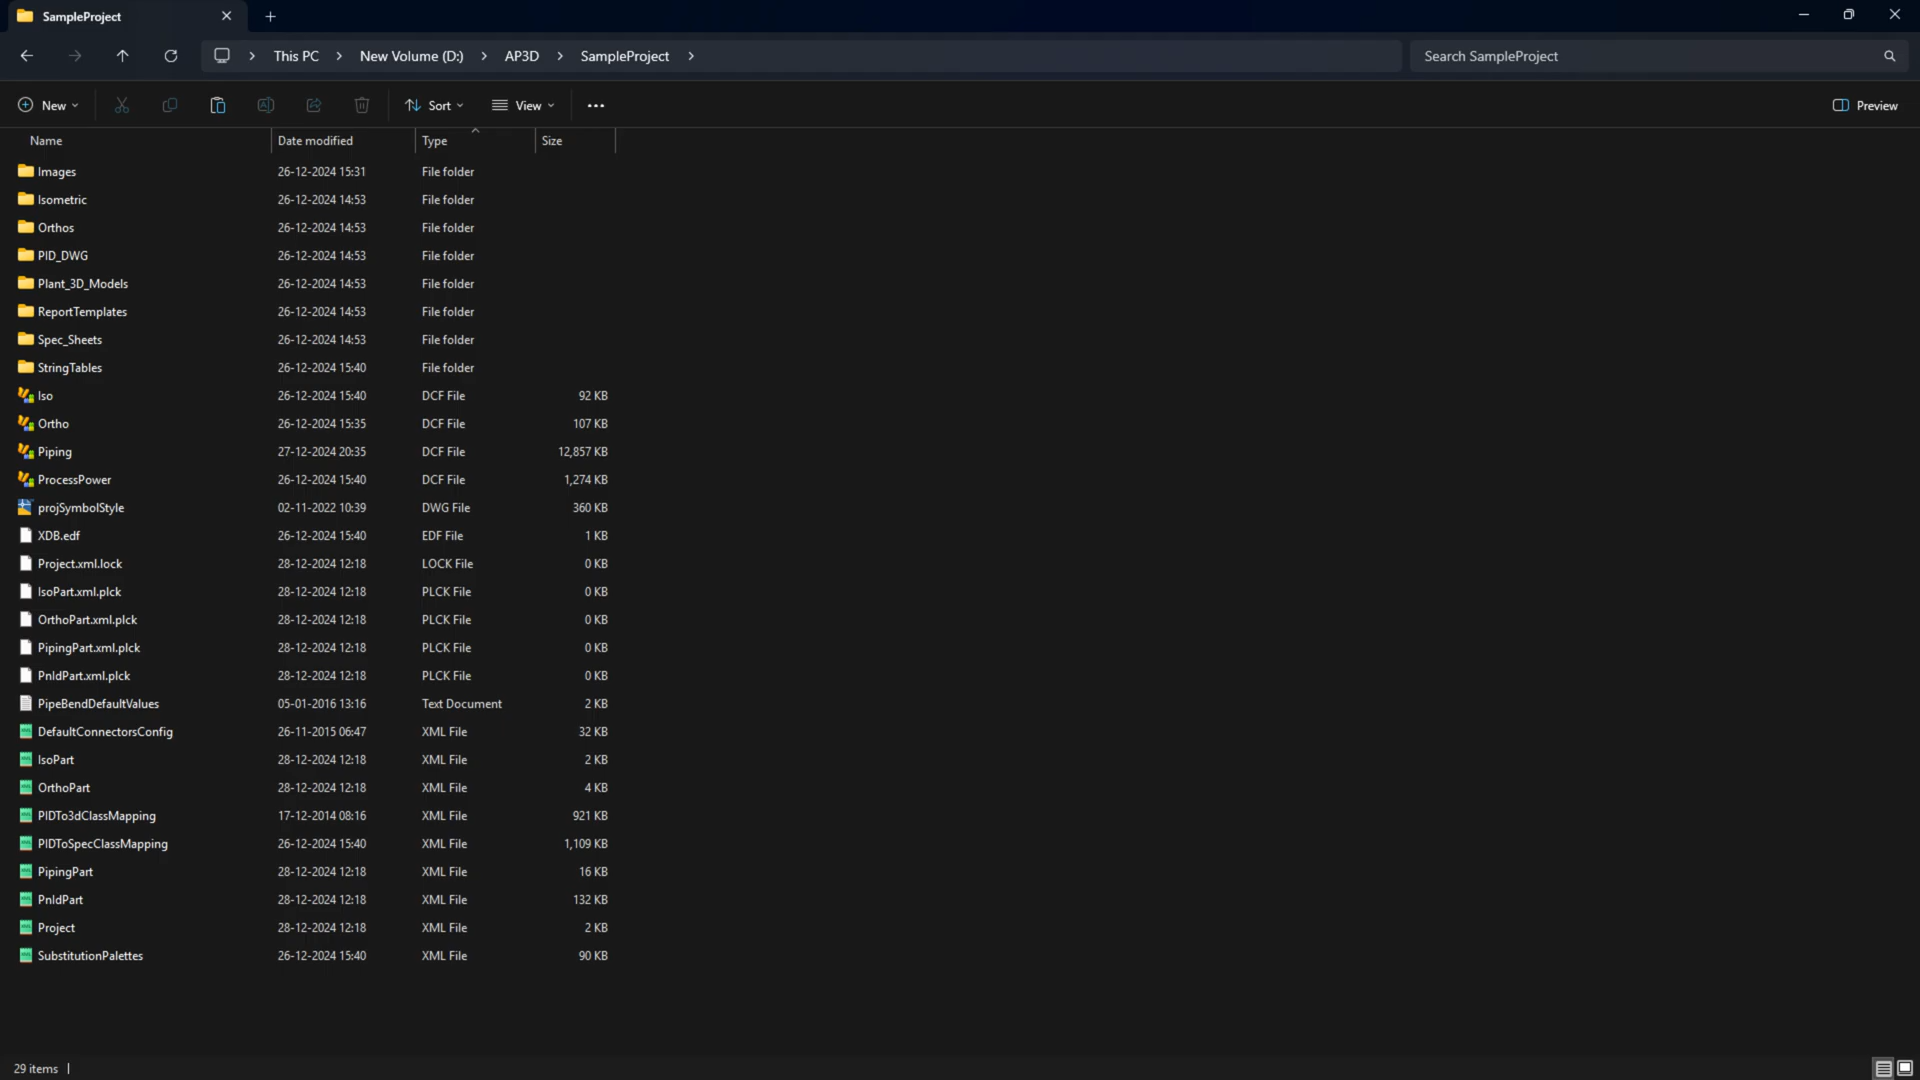 SampleProject
This PC > New Volume (D:) > AP3D > SampleProject >
Search SampleProject
New Sort View ••• Preview
Name Date modified Type Size
Images 26-12-2024 15:31 File folder
Isometric 26-12-2024 14:53 File folder
Orthos 26-12-2024 14:53 File folder
PID_DWG 26-12-2024 14:53 File folder
Plant_3D_Models 26-12-2024 14:53 File folder
ReportTemplates 26-12-2024 14:53 File folder
Spec_Sheets 26-12-2024 14:53 File folder
StringTables 26-12-2024 15:40 File folder
Iso 26-12-2024 15:40 DCF File 92 KB
Ortho 26-12-2024 15:35 DCF File 107 KB
Piping 27-12-2024 20:35 DCF File 12,857 KB
ProcessPower 26-12-2024 15:40 DCF File 1,274 KB
projSymbolStyle 02-11-2022 10:39 DWG File 360 KB
XDB.edf 26-12-2024 15:40 EDF File 1 KB
Project.xml.lock 28-12-2024 12:18 LOCK File 0 KB
IsoPart.xml.plck 28-12-2024 12:18 PLCK File 0 KB
OrthoPart.xml.plck 28-12-2024 12:18 PLCK File 0 KB
PipingPart.xml.plck 28-12-2024 12:18 PLCK File 0 KB
PnIdPart.xml.plck 28-12-2024 12:18 PLCK File 0 KB
PipeBendDefaultValues 05-01-2016 13:16 Text Document 2 KB
DefaultConnectorsConfig 26-11-2015 06:47 XML File 32 KB
IsoPart 28-12-2024 12:18 XML File 2 KB
OrthoPart 28-12-2024 12:18 XML File 4 KB
PIDTo3dClassMapping 17-12-2014 08:16 XML File 921 KB
PIDToSpecClassMapping 26-12-2024 15:40 XML File 1,109 KB
PipingPart 28-12-2024 12:18 XML File 16 KB
PnIdPart 28-12-2024 12:18 XML File 132 KB
Project 28-12-2024 12:18 XML File 2 KB
SubstitutionPalettes 26-12-2024 15:40 XML File 90 KB
29 items